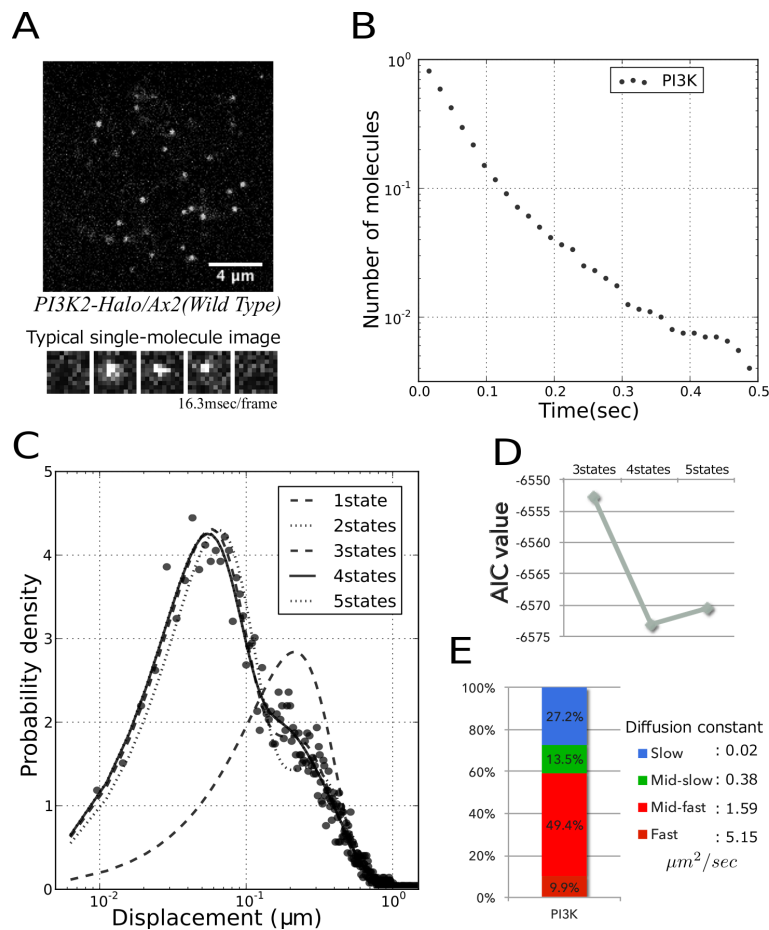 A
4 μm
PI3K2-Halo/Ax2(Wild Type)
Typical single-molecule image
16.3msec/frame
B
Number of molecules
10^0
10^-1
10^-2
PI3K
0.0 0.1 0.2 0.3 0.4 0.5
Time(sec)
C
Probability density
5
4
3
2
1
0
1state
2states
3states
4states
5states
10^-2 10^-1 10^0
Displacement (μm)
D
3states 4states 5states
AIC value
-6550
-6555
-6560
-6565
-6570
-6575
E
100%
80%
60%
40%
20%
0%
27.2%
13.5%
49.4%
9.9%
PI3K
Diffusion constant
Slow : 0.02
Mid-slow : 0.38
Mid-fast : 1.59
Fast : 5.15
μm^2/sec